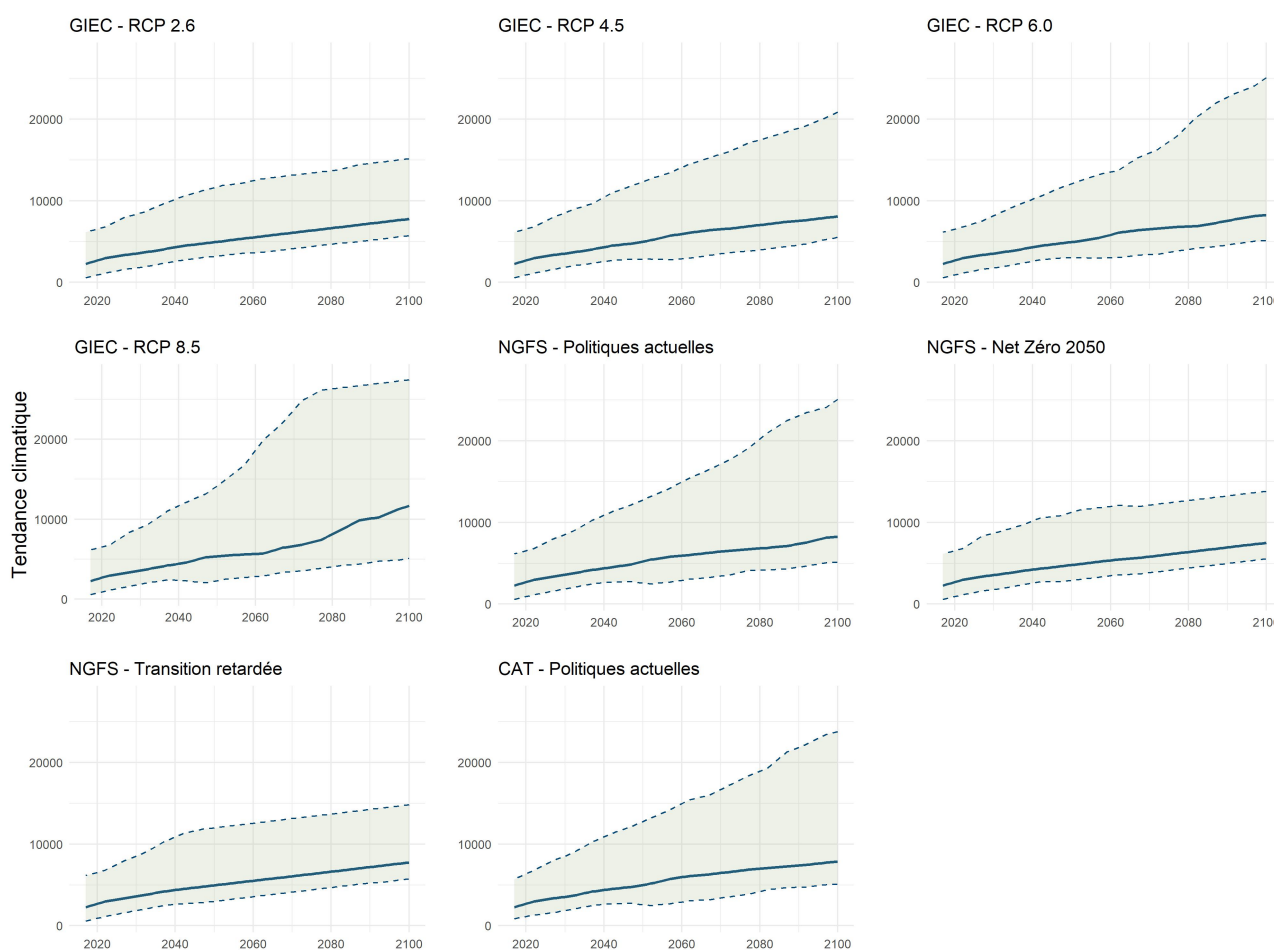 GIEC - RCP 2.6
GIEC - RCP 4.5
GIEC - RCP 6.0
20000
10000
0
2020 2040 2060 2080 2100
20000
10000
0
2020 2040 2060 2080 2100
20000
10000
0
2020 2040 2060 2080 210
GIEC - RCP 8.5
NGFS - Politiques actuelles
NGFS - Net Zéro 2050
Tendance climatique
20000
10000
0
2020 2040 2060 2080 2100
20000
10000
0
2020 2040 2060 2080 2100
20000
10000
0
2020 2040 2060 2080 210
NGFS - Transition retardée
CAT - Politiques actuelles
20000
10000
0
2020 2040 2060 2080 2100
20000
10000
0
2020 2040 2060 2080 2100